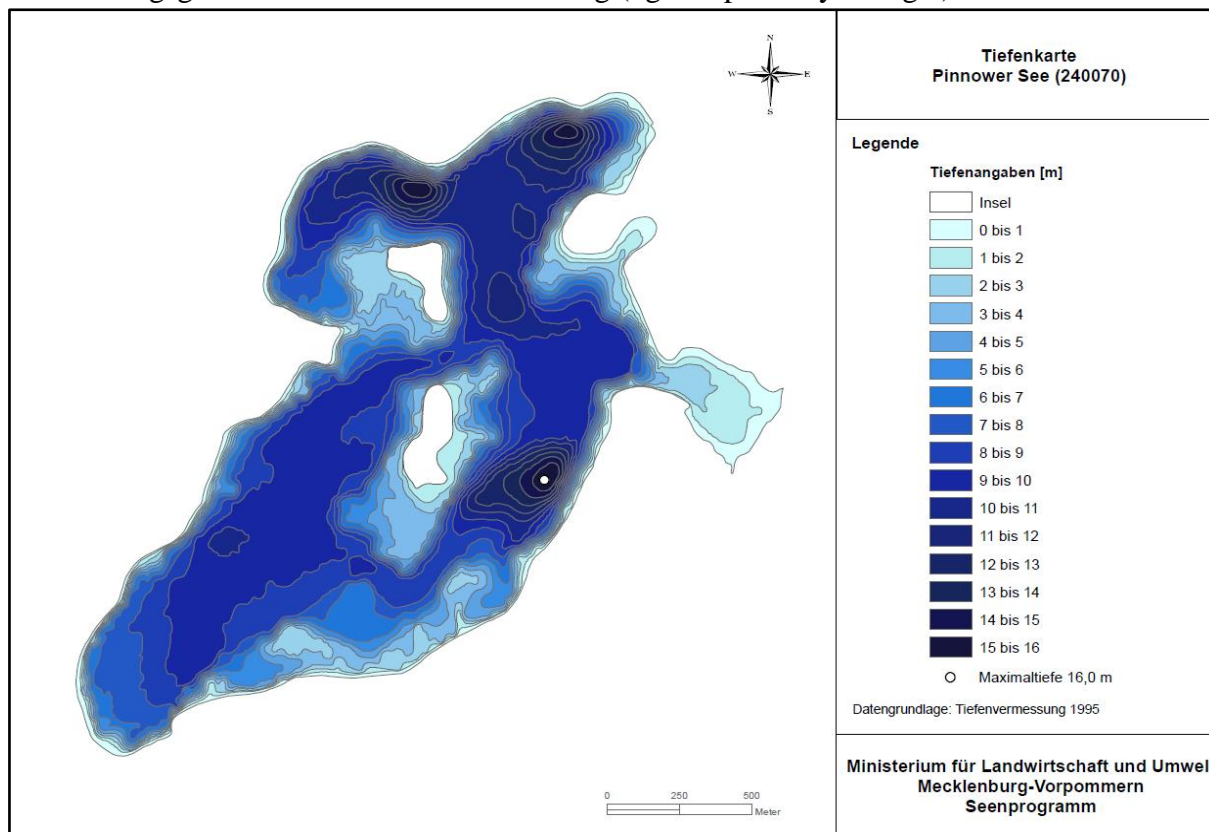 N
W E
S
Tiefenkarte
Pinnower See (240070)
Legende
Tiefenangaben [m]
Insel
0 bis 1
1 bis 2
2 bis 3
3 bis 4
4 bis 5
5 bis 6
6 bis 7
7 bis 8
8 bis 9
9 bis 10
10 bis 11
11 bis 12
12 bis 13
13 bis 14
14 bis 15
15 bis 16
Maximaltiefe 16,0 m
Datengrundlage: Tiefenvermessung 1995
0 250 500
Meter
Ministerium für Landwirtschaft und Umwel
Mecklenburg-Vorpommern
Seenprogramm